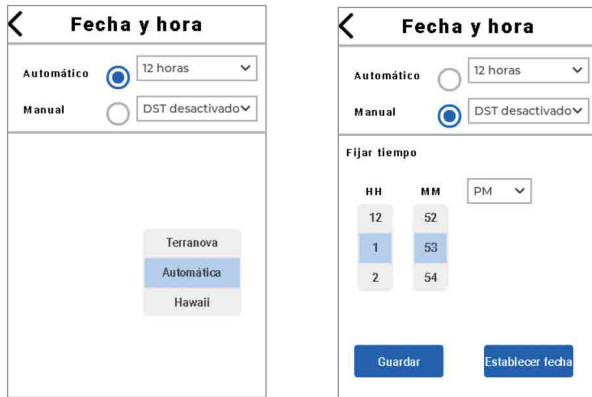 Fecha y hora
Automático 12 horas
Manual DST desactivado
Terranova
Automática
Hawaii
Fecha y hora
Automático 12 horas
Manual DST desactivado
Fijar tiempo
HH MM PM
12 52
1 53
2 54
Guardar Establecer fecha